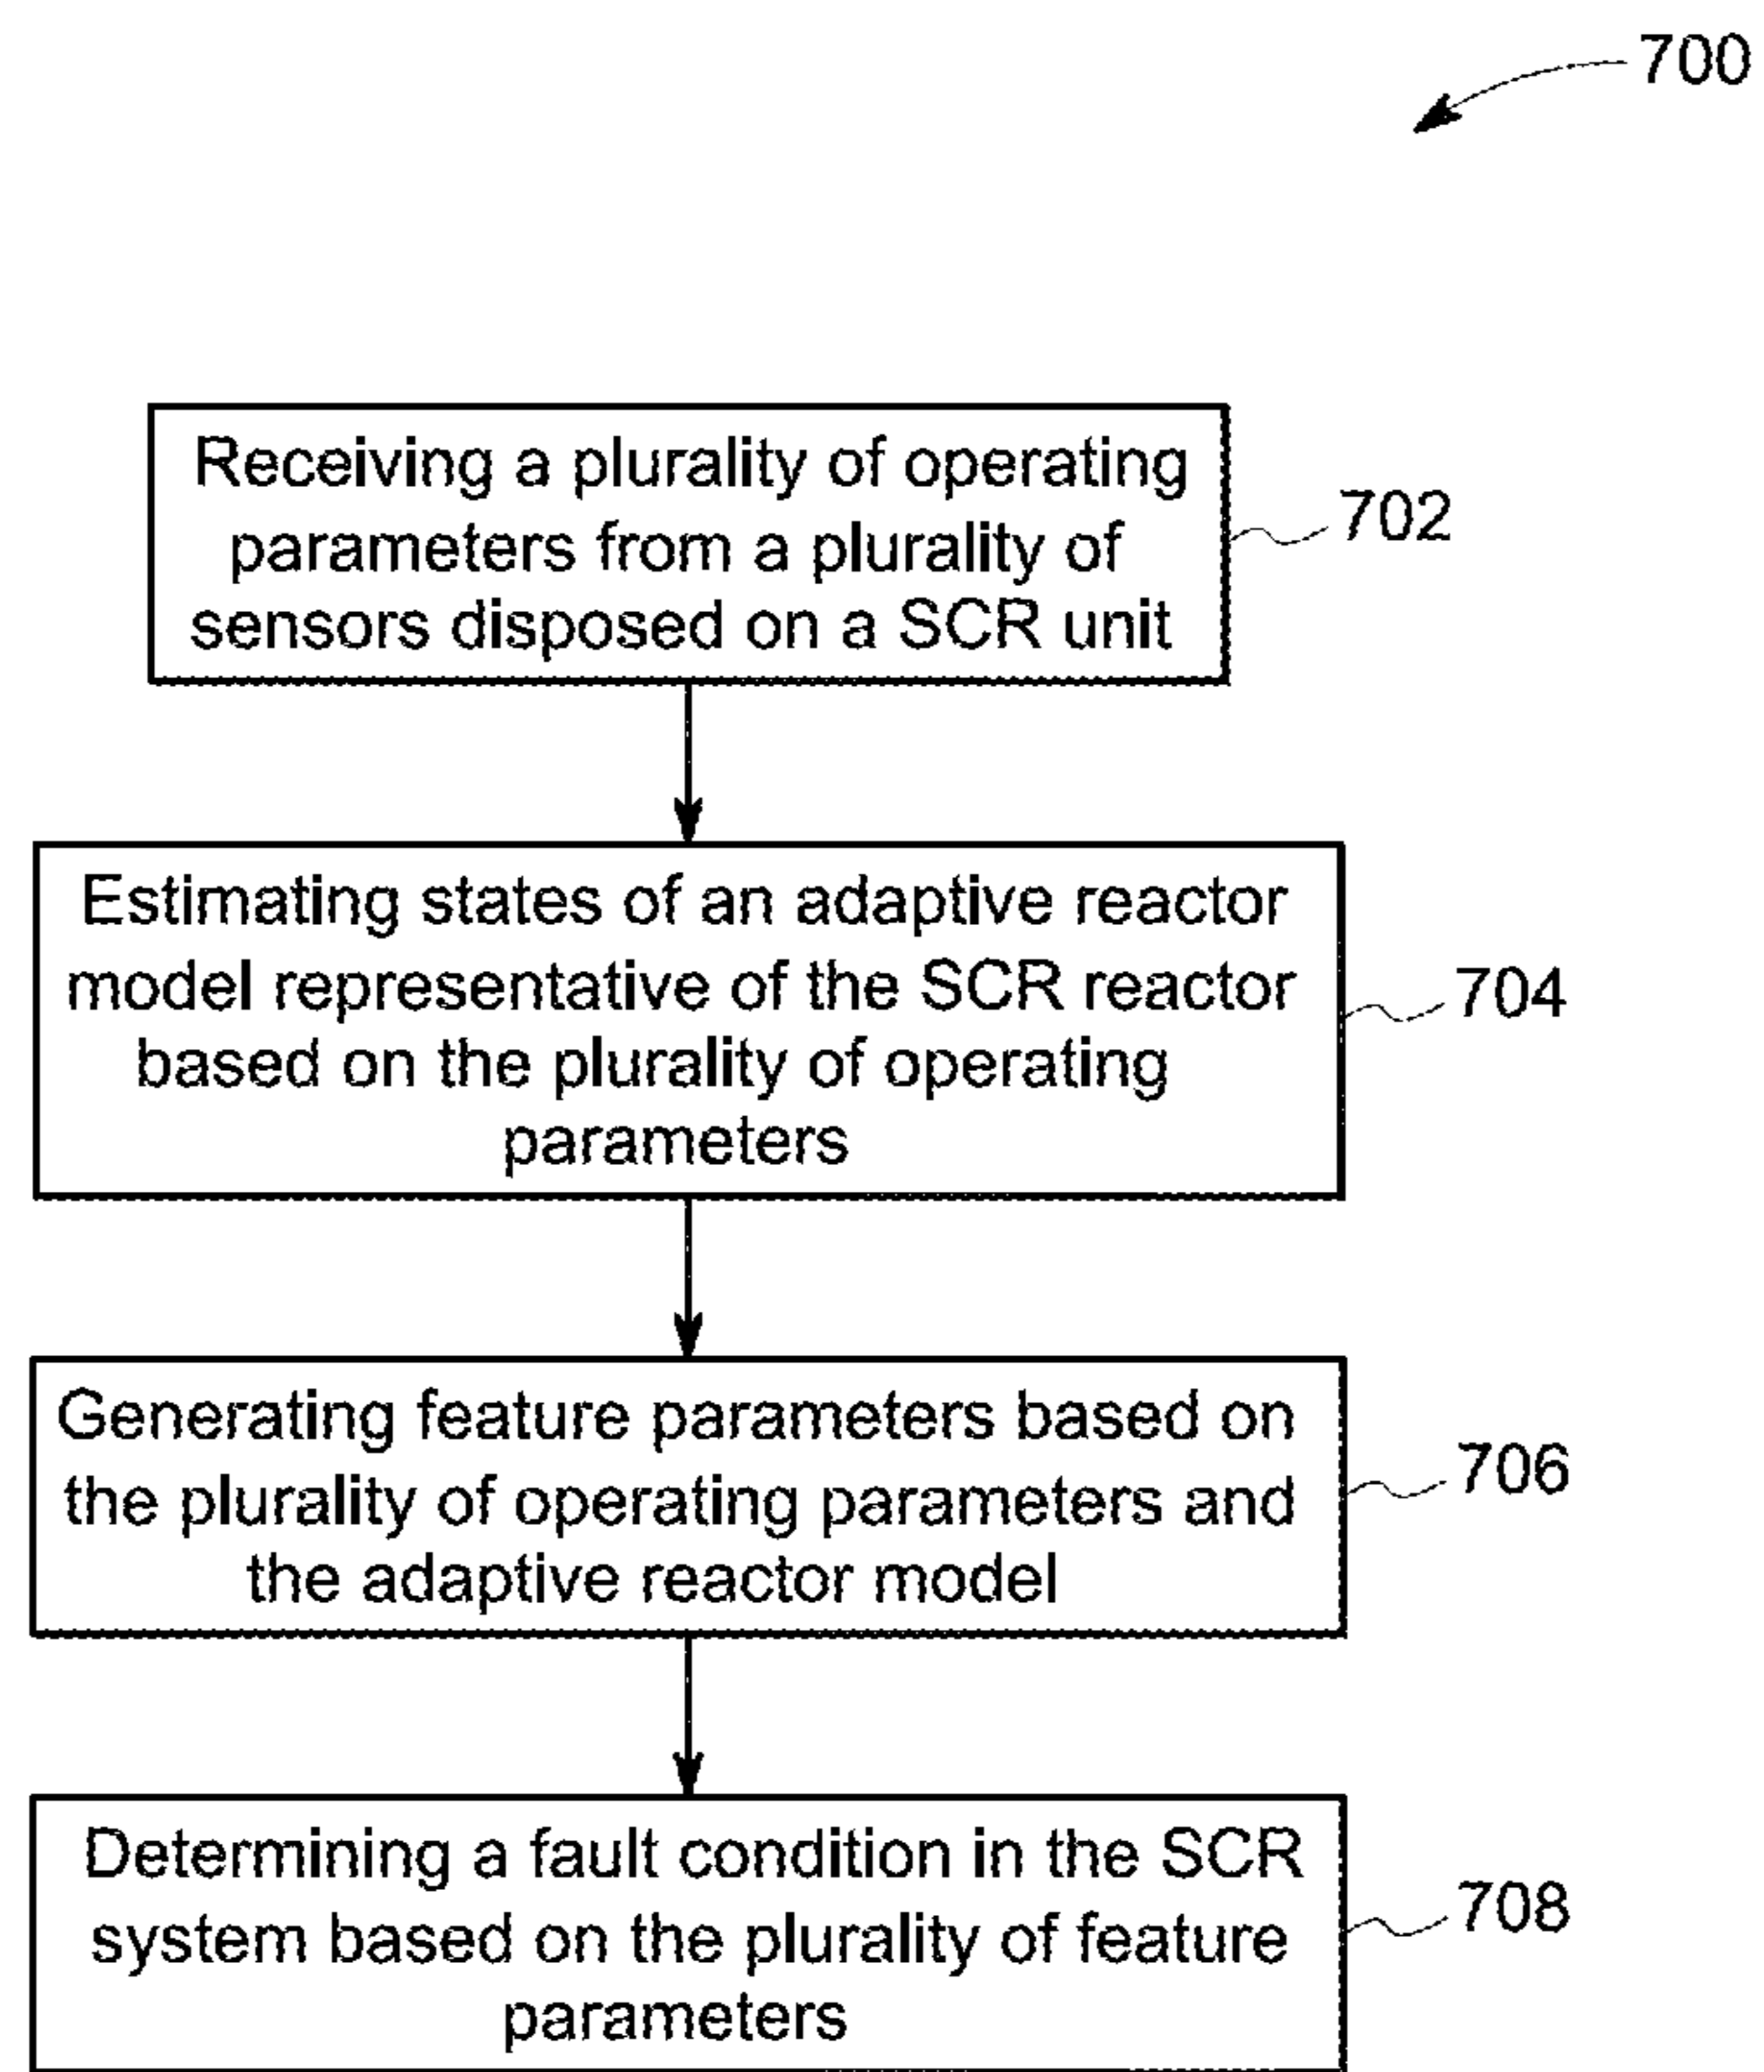 700
Receiving a plurality of operating
parameters from a plurality of
sensors disposed on a SCR unit
702
Estimating states of an adaptive reactor
model representative of the SCR reactor
based on the plurality of operating
parameters
704
Generating feature parameters based on
the plurality of operating parameters and
the adaptive reactor model
706
Determining a fault condition in the SCR
system based on the plurality of feature
parameters
708